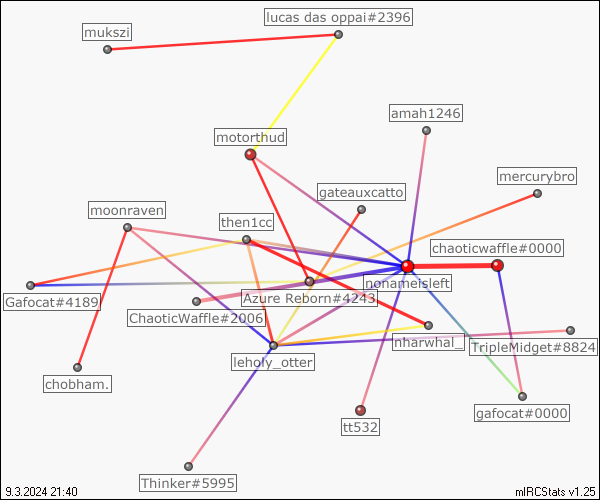 lucas das oppai#2396
mukszi
amah1246
motorthud
mercurybro
gateauxcatto
moonraven
then1cc
chaoticwaffle#0000
nonameisleft
Azure Reborn#4243
Gafocat#4189
ChaoticWaffle#2006
nharwhal_
TripleMidget#8824
leholy_otter
chobham.
gafocat#0000
tt532
Thinker#5995
9.3.2024 21:40
mIRCStats v1.25